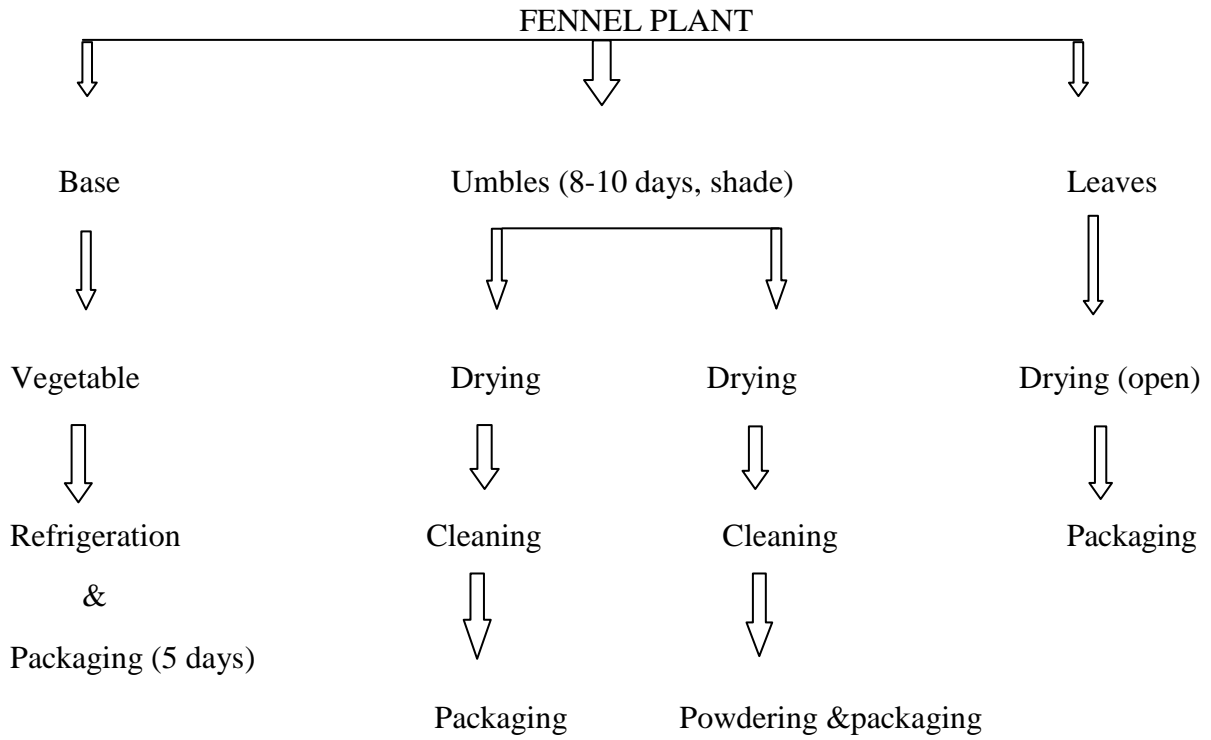 FENNEL PLANT
Base Umbles (8-10 days, shade) Leaves
Vegetable Drying Drying Drying (open)
Refrigeration Cleaning Cleaning Packaging
&
Packaging (5 days)
Packaging Powdering &packaging